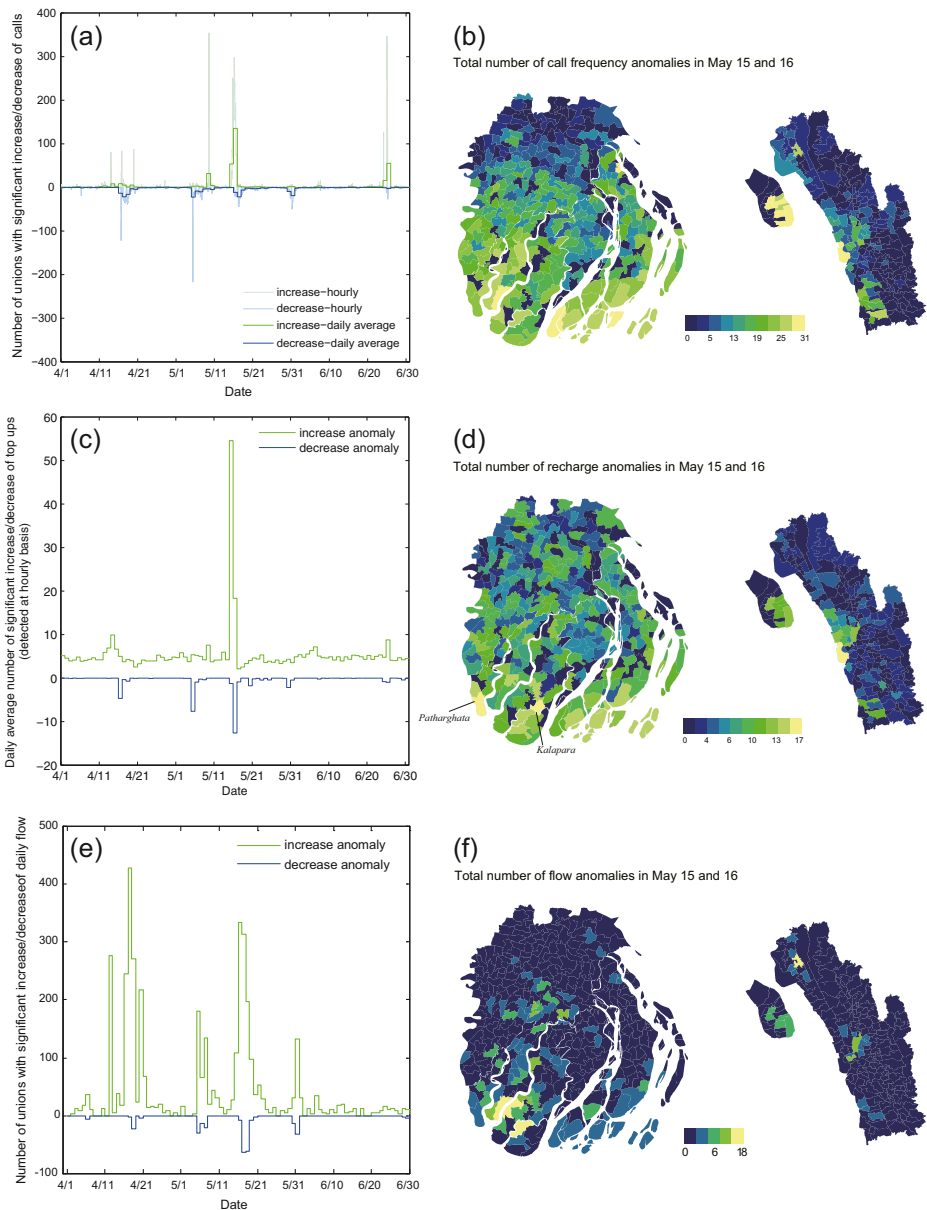 (a)
Number of unions with significant increase/decrease of calls
400
300
200
100
0
−100
−200
−300
−400
increase−hourly
decrease−hourly
increase−daily average
decrease−daily average
4/1 4/11 4/21 5/1 5/11 5/21 5/31 6/10 6/20 6/30
Date
(b)
Total number of call frequency anomalies in May 15 and 16
0 5 13 19 25 31
(c)
Daily average number of significant increase/decrease of top ups
(detected at hourly basis)
60
50
40
30
20
10
0
−10
−20
increase anomaly
decrease anomaly
4/1 4/11 4/21 5/1 5/11 5/21 5/31 6/10 6/20 6/30
Date
(d)
Total number of recharge anomalies in May 15 and 16
Patharghata
Kalapara
0 4 6 10 13 17
(e)
Number of unions with significant increase/decreaseof daily flow
500
400
300
200
100
0
-100
increase anomaly
decrease anomaly
4/1 4/11 4/21 5/1 5/11 5/21 5/31 6/10 6/20 6/30
Date
(f)
Total number of flow anomalies in May 15 and 16
0 6 18